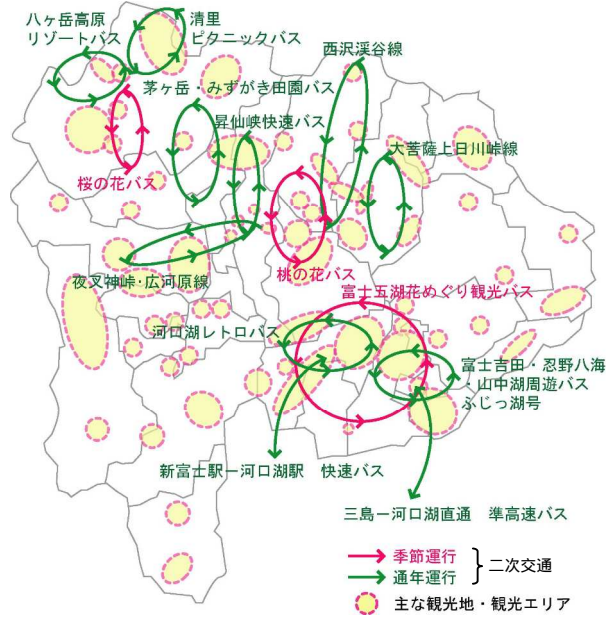 八ヶ岳高原
リゾートバス
清里
ピクニックバス
西沢渓谷線
茅ヶ岳・みずがき田園バス
昇仙峡快速バス
大菩薩上日川峠線
桜の花バス
桃の花バス
夜叉神峠・広河原線
富士五湖花めぐり観光バス
河口湖レトロバス
富士吉田・忍野八海
・山中湖周遊バス
ふじっ湖号
新富士駅ー河口湖駅 快速バス
三島ー河口湖直通 準高速バス
季節運行
通年運行
二次交通
主な観光地・観光エリア